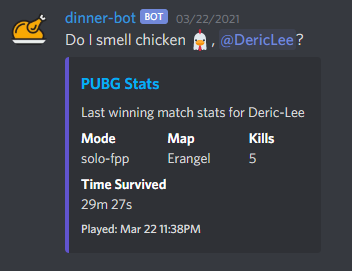 dinner-bot BOT 03/22/2021
Do I smell chicken 🐔, @DericLee?
PUBG Stats
Last winning match stats for Deric-Lee
Mode Map Kills
solo-fpp Erangel 5
Time Survived
29m 27s
Played: Mar 22 11:38PM